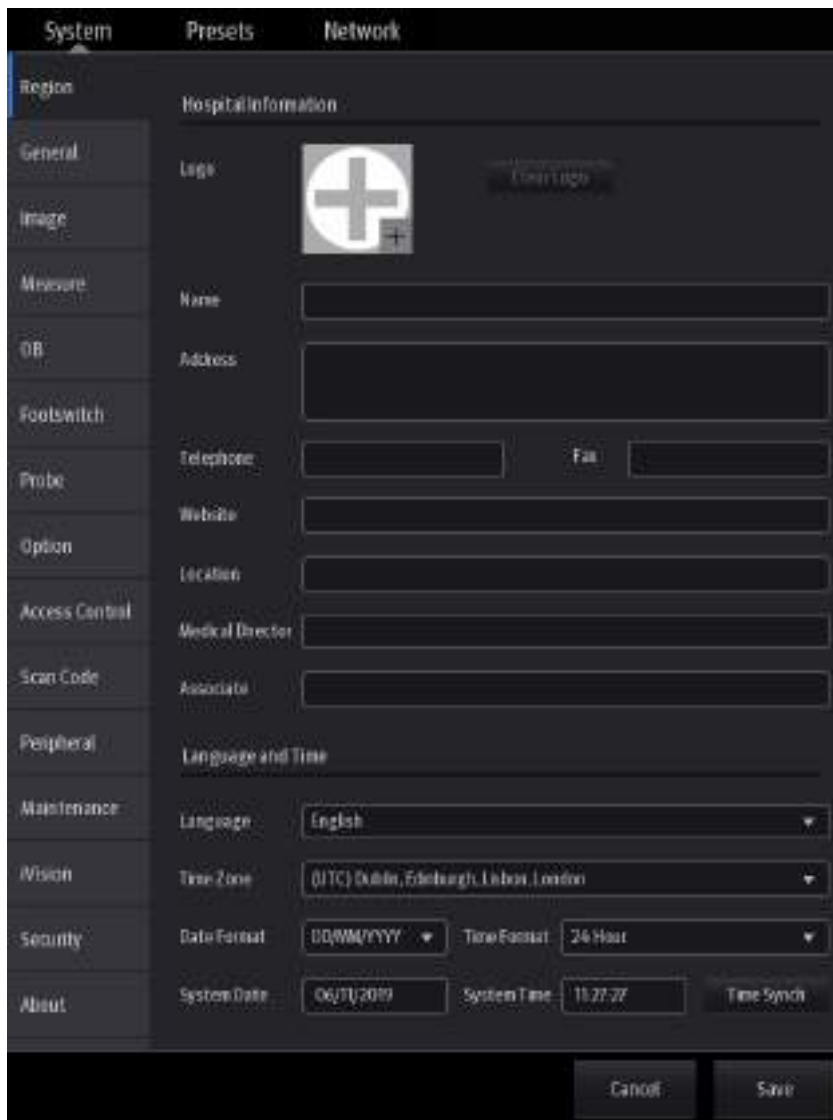 System Presets Network
Region
General
Image
Measure
OB
Footswitch
Probe
Option
Access Control
Scan Code
Peripheral
Maintenance
iVision
Security
About
Hospital Information
Logo Clear Logo
Name
Address
Telephone Fax
Website
Location
Medical Director
Associate
Language and Time
Language English
Time Zone (UTC) Dublin, Edinburgh, Lisbon, London
Date Format DD/MM/YYYY Time Format 24 Hour
System Date 06/11/2019 System Time 11:27:27 Time Synch
Cancel Save